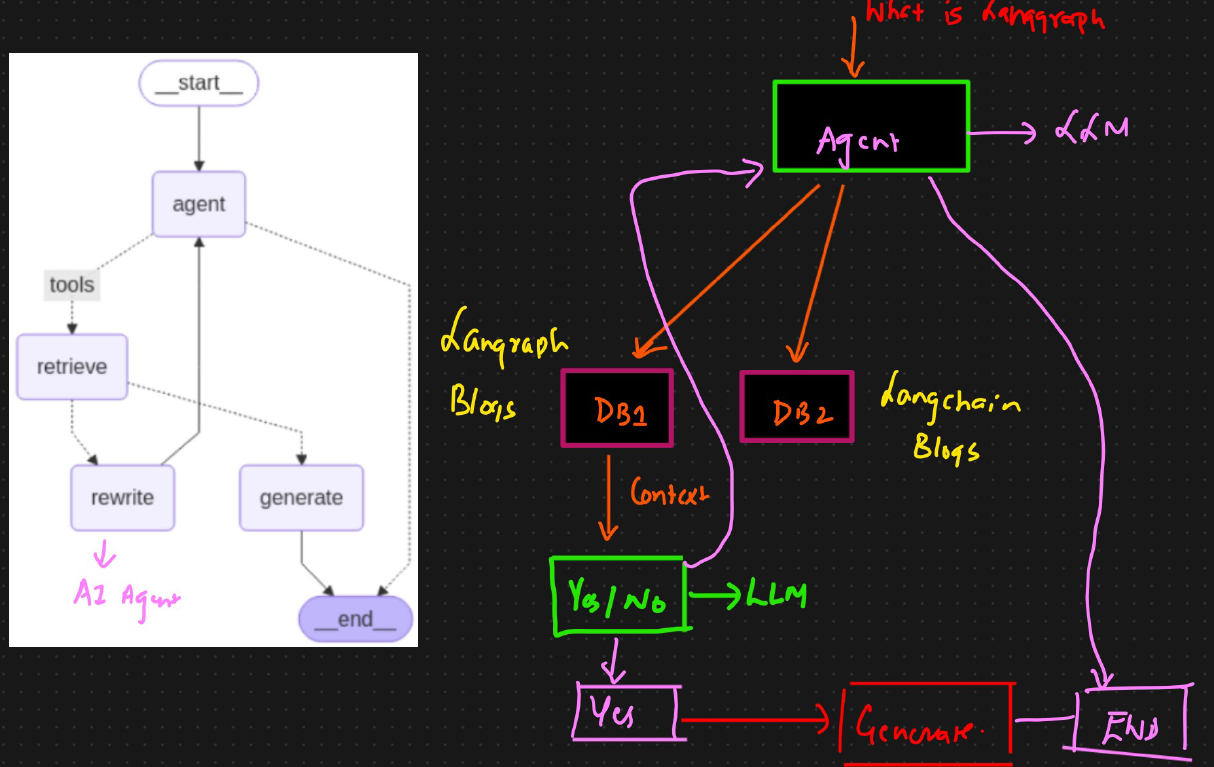 __start__
agent
tools
retrieve
rewrite
generate
__end__
AI Agent
What is Langgraph
Agent
LLM
Langraph
Blogs
DB1
DB2
Langchain
Blogs
Context
Yes/No
LLM
Yes
Generate.
END